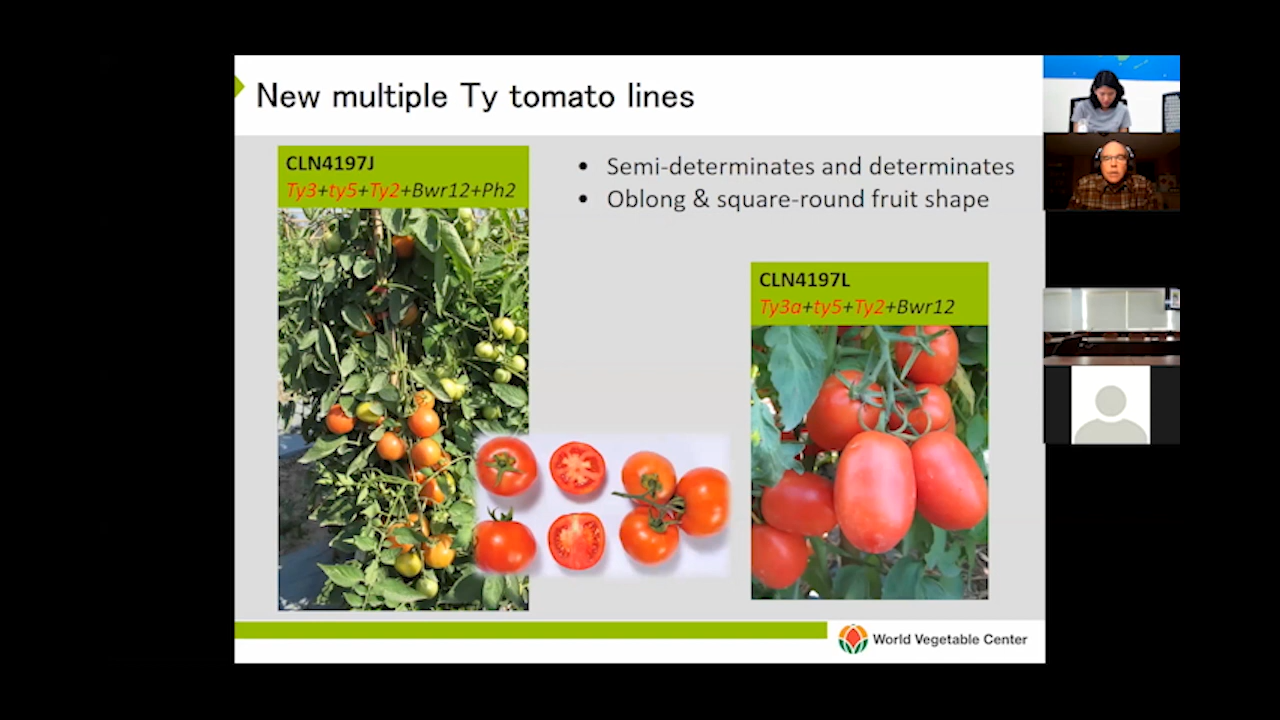 New multiple Ty tomato lines
CLN4197J
Ty3+ty5+Ty2+Bwr12+Ph2
• Semi-determinates and determinates
• Oblong & square-round fruit shape
CLN4197L
Ty3a+ty5+Ty2+Bwr12
World Vegetable Center